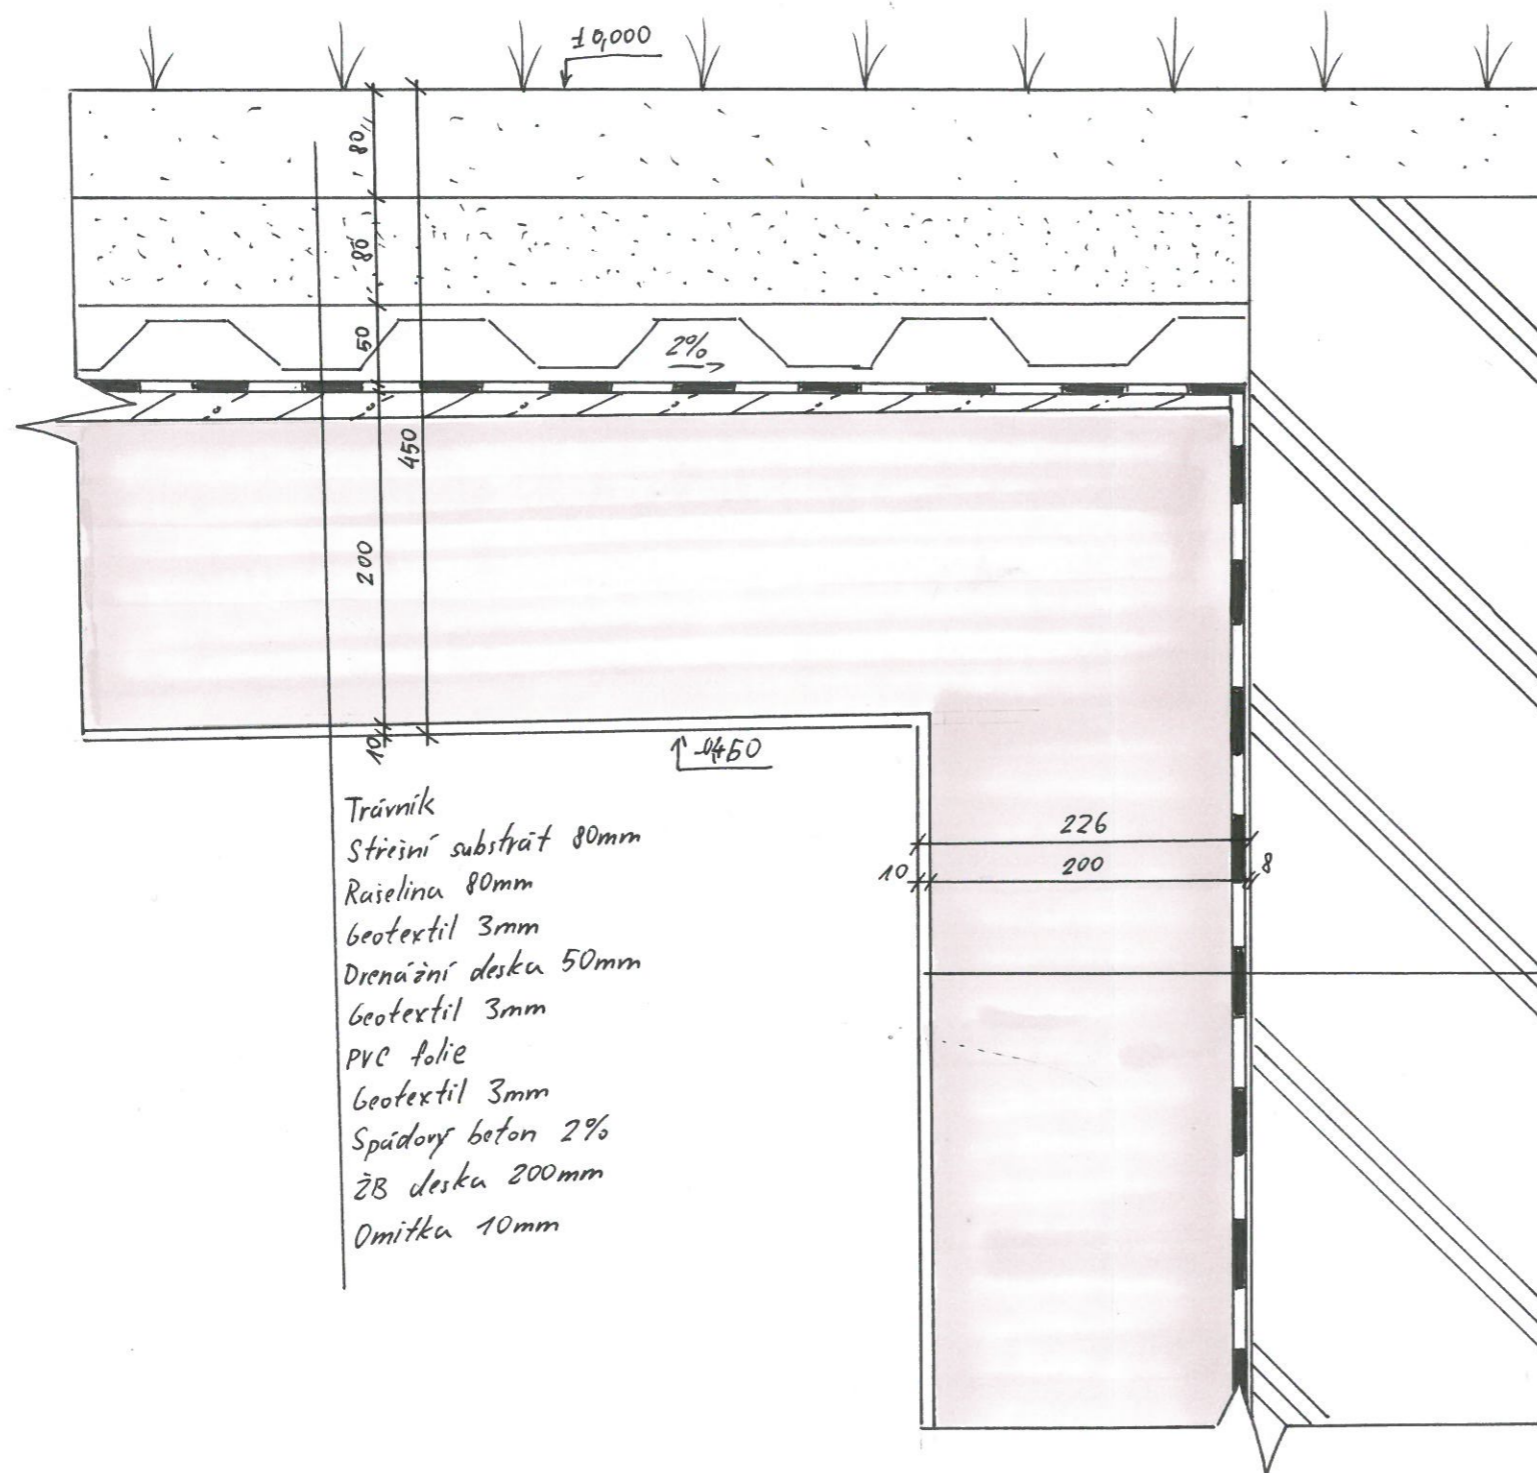 ±0,000
80
80
50
2%
450
200
10
Trávník
Střešní substrát 80mm
Rašelina 80mm
Geotextil 3mm
Drenážní deska 50mm
Geotextil 3mm
PVC folie
Geotextil 3mm
Spádový beton 2%
ŽB deska 200mm
Omítka 10mm
226
10
200
8